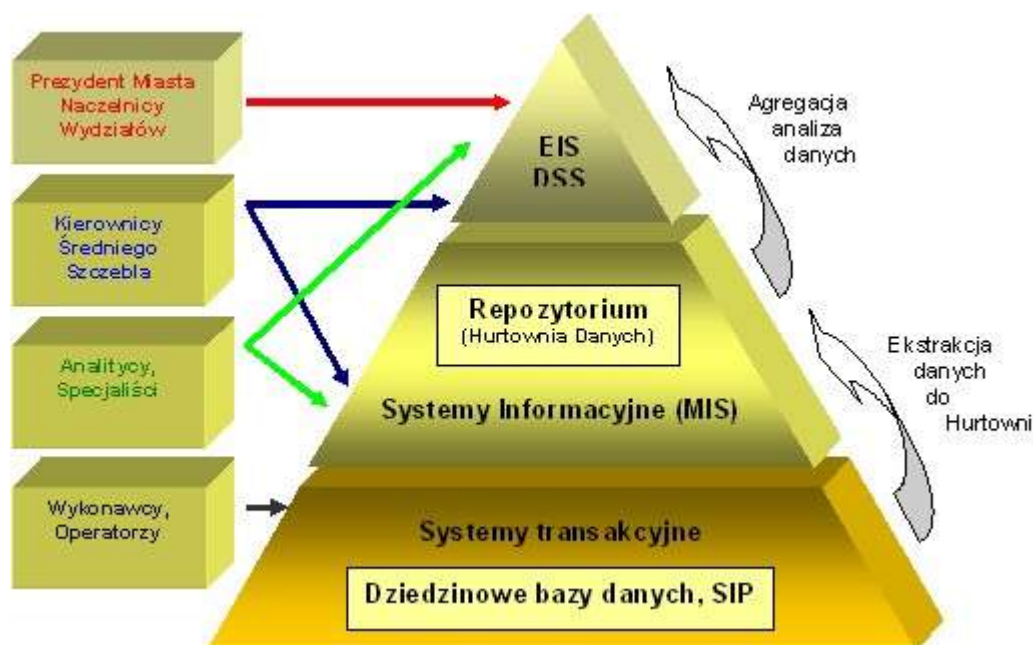 Prezydent Miasta
Naczelnicy
Wydziałów
Kierownicy
Średniego
Szczebla
Analitycy,
Specjaliści
Wykonawcy,
Operatorzy
EIS
DSS
Repozytorium
(Hurtownia Danych)
Systemy Informacyjne (MIS)
Systemy transakcyjne
Dziedzinowe bazy danych, SIP
Agregacja
analiza
danych
Ekstrakcja
danych
do
Hurtowni